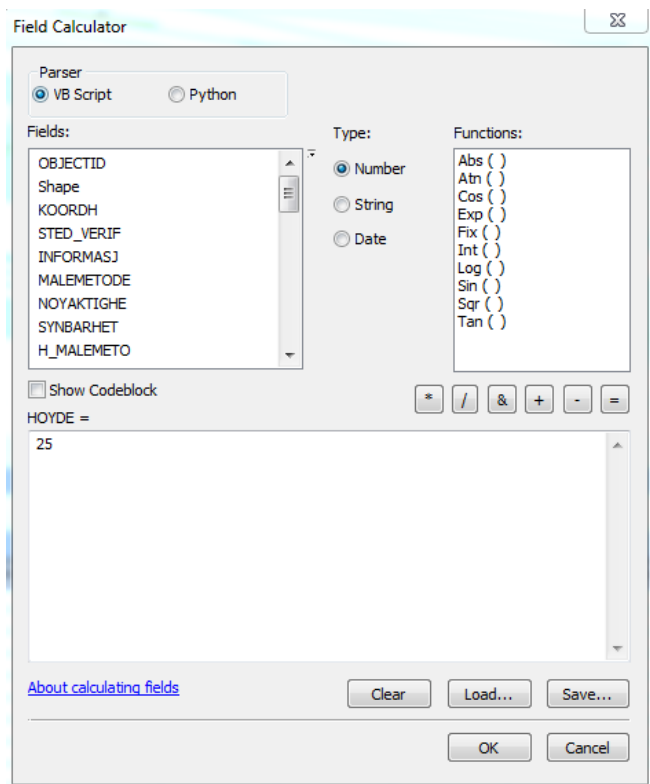 Field Calculator
Parser
VB Script Python
Fields: Type: Functions:
OBJECTID
Shape
KOORDH
STED_VERIF
INFORMASJ
MALEMETODE
NOYAKTIGHE
SYNBARHET
H_MALEMETO
Number
String
Date
Abs ( )
Atn ( )
Cos ( )
Exp ( )
Fix ( )
Int ( )
Log ( )
Sin ( )
Sqr ( )
Tan ( )
Show Codeblock
* / & + - =
HOYDE =
25
About calculating fields Clear Load... Save...
OK Cancel